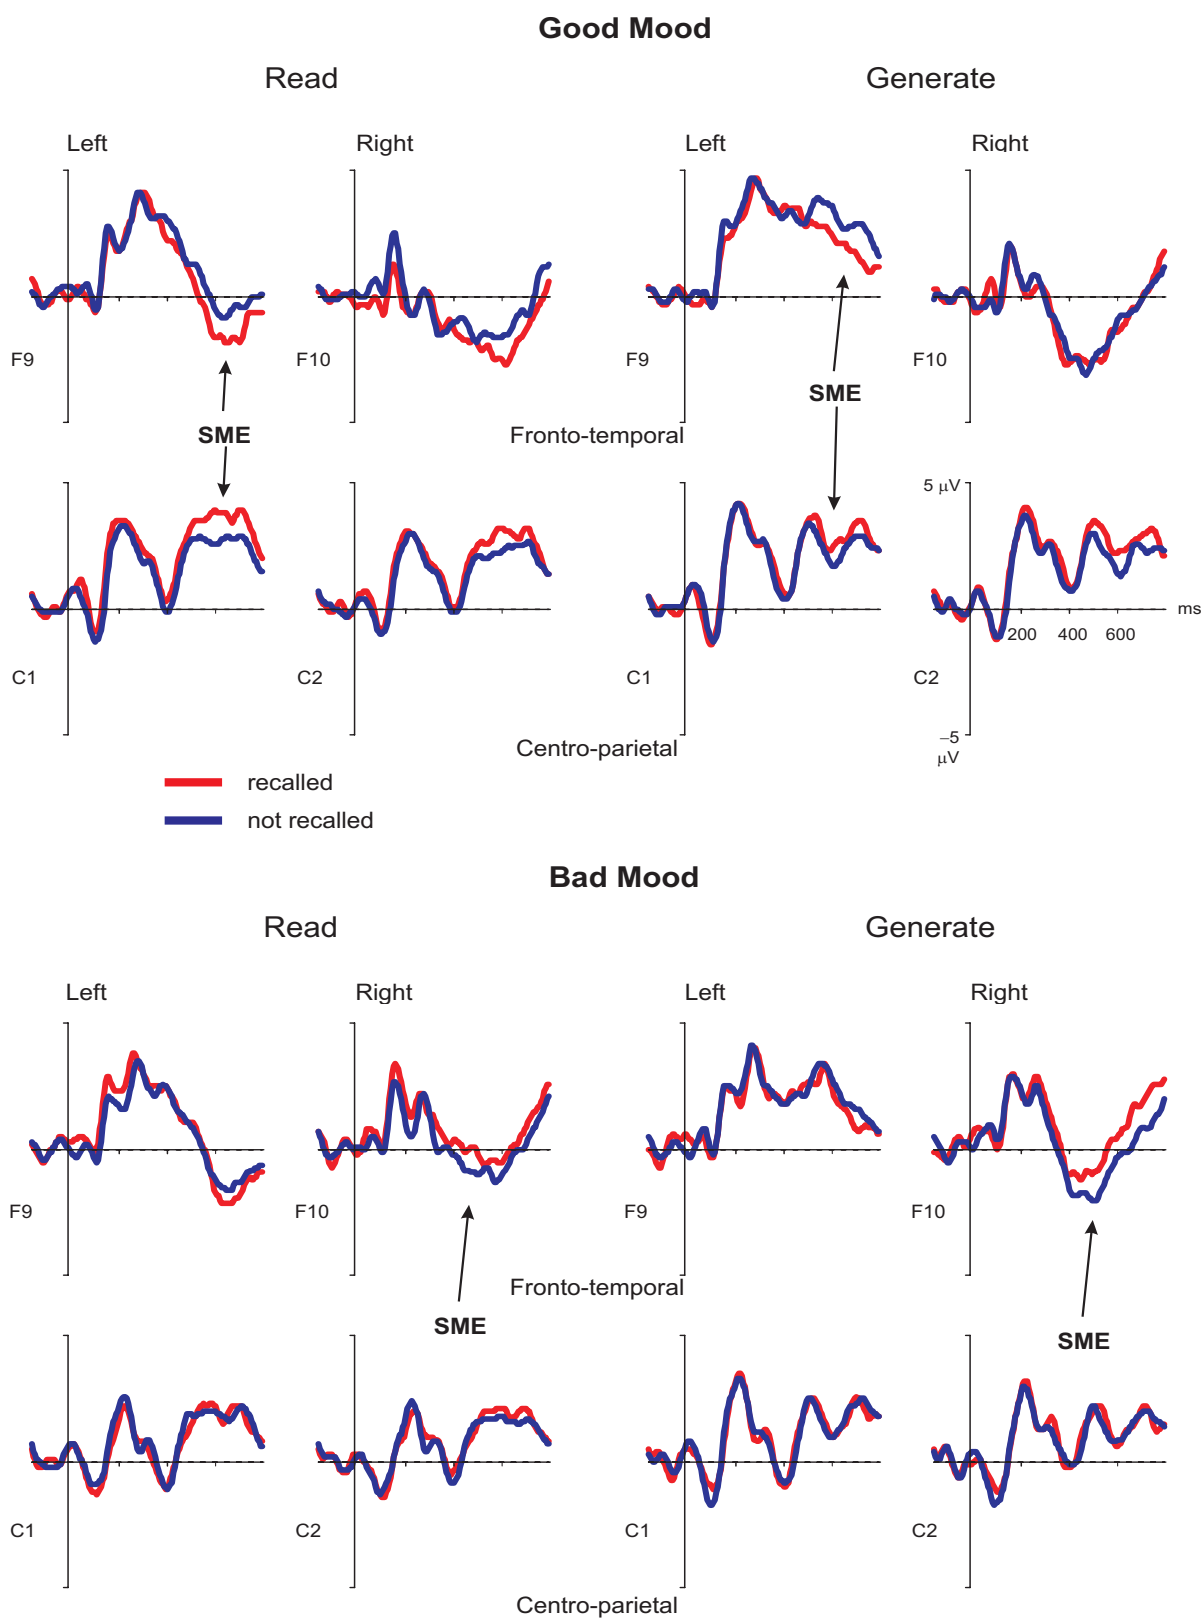 Good Mood
Read Generate
Left Right Left Right
F9 F10 F9 F10
SME
SME
Fronto-temporal
5 µV
ms
200 400 600
C1 C2 C1 C2
−5
µV
Centro-parietal
recalled
not recalled
Bad Mood
Read Generate
Left Right Left Right
F9 F10 F9 F10
Fronto-temporal
SME
SME
C1 C2 C1 C2
Centro-parietal